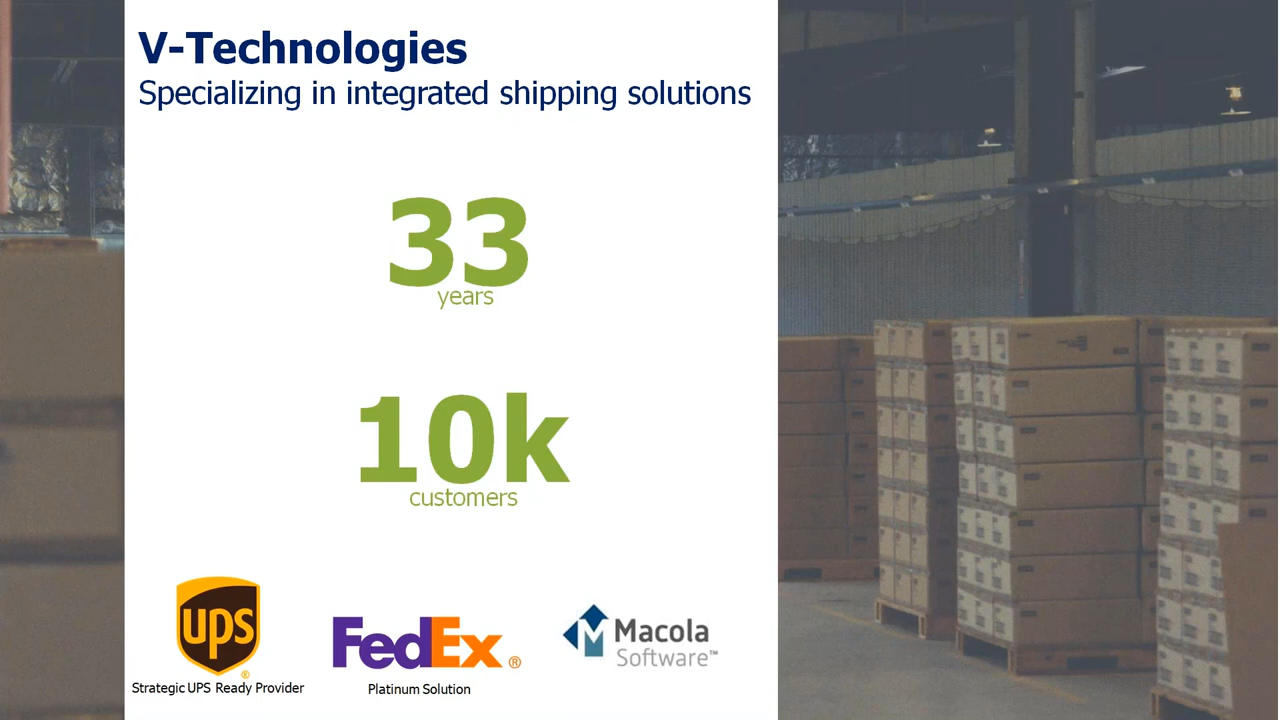 V-Technologies
Specializing in integrated shipping solutions
33
years
10k
customers
ups
®
FedEx®
Macola
Software™
Strategic UPS Ready Provider
Platinum Solution